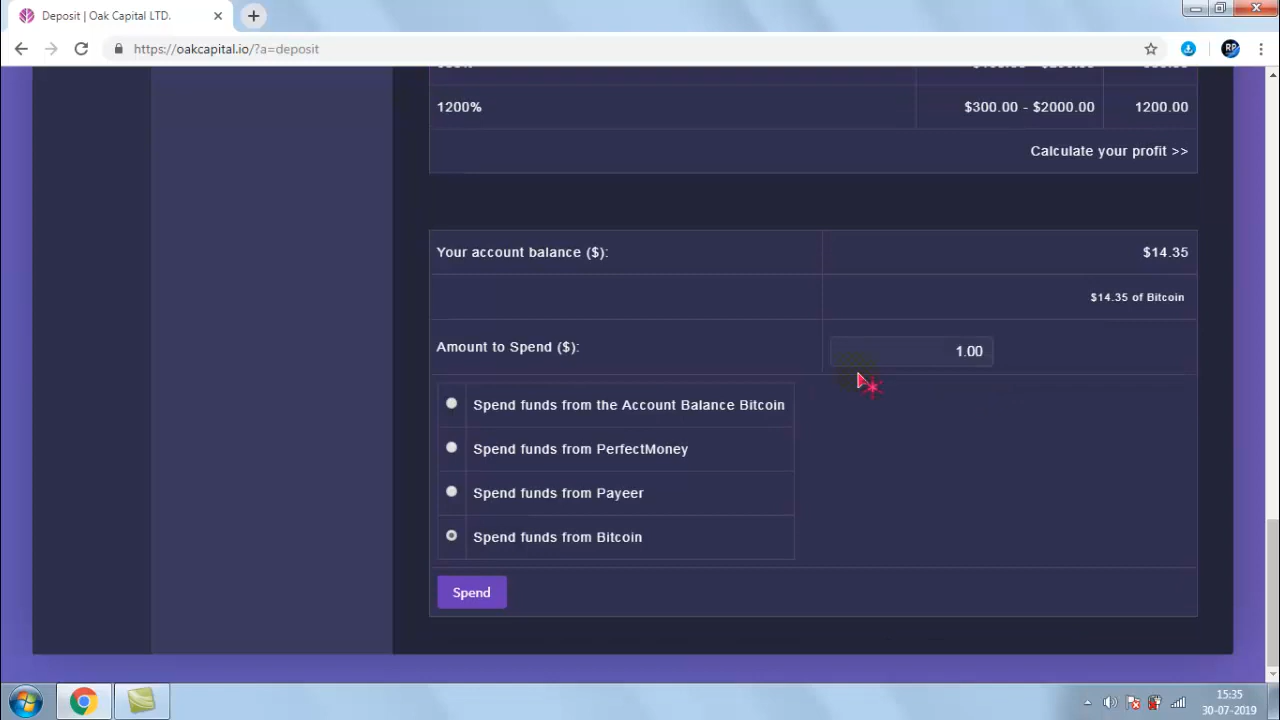 Deposit | Oak Capital LTD.
https://oakcapital.io/?a=deposit
RP
1200% $300.00 - $2000.00 1200.00
Calculate your profit >>
Your account balance ($): $14.35
$14.35 of Bitcoin
Amount to Spend ($): 1.00
Spend funds from the Account Balance Bitcoin
Spend funds from PerfectMoney
Spend funds from Payeer
Spend funds from Bitcoin
Spend
15:35
30-07-2019